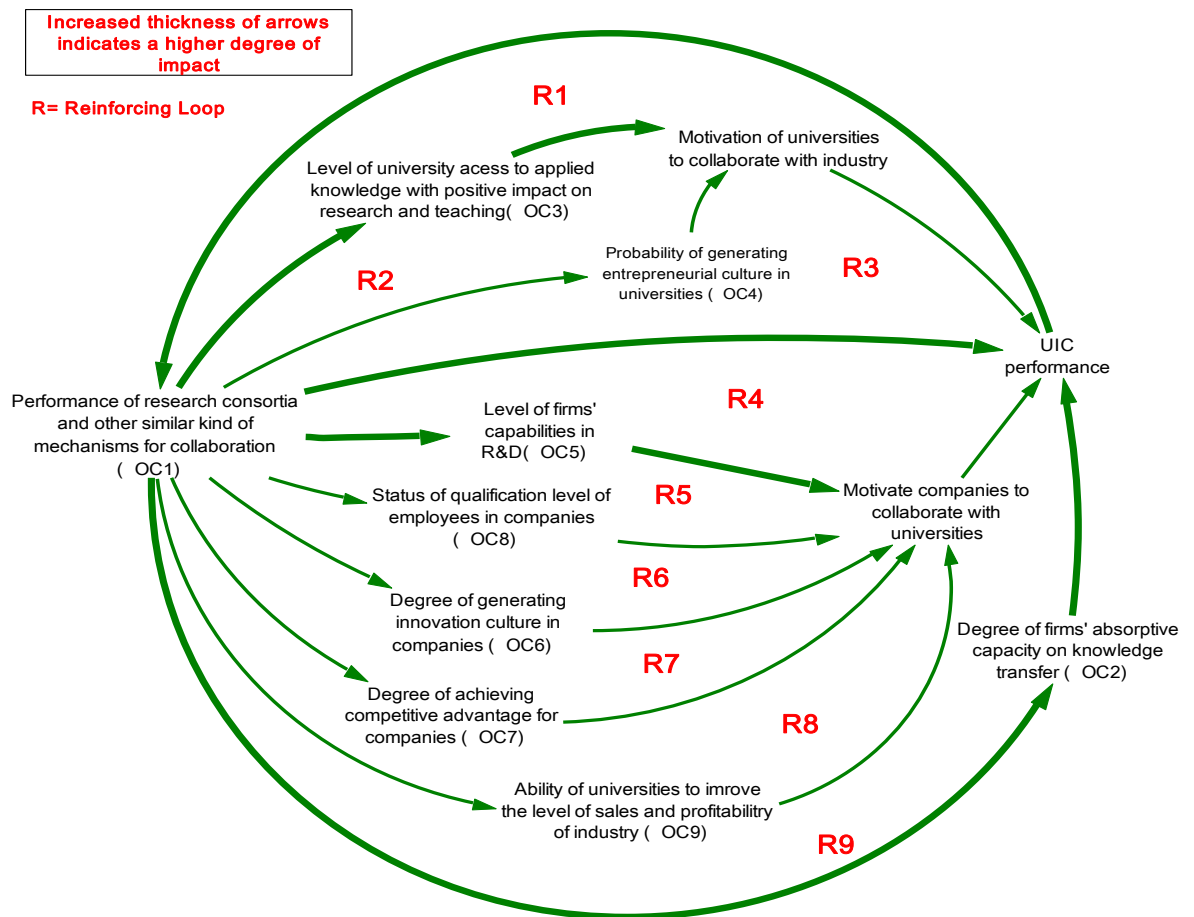 Increased thickness of arrows
indicates a higher degree of
impact
R= Reinforcing Loop
R1
Motivation of universities
to collaborate with industry
Level of university acess to applied
knowledge with positive impact on
research and teaching( OC3)
R2
Probability of generating
entrepreneurial culture in
universities ( OC4)
R3
UIC
performance
Performance of research consortia
and other similar kind of
mechanisms for collaboration
( OC1)
R4
Level of firms'
capabilities in
R&D( OC5)
R5
Status of qualification level of
employees in companies
( OC8)
Motivate companies to
collaborate with
universities
R6
Degree of generating
innovation culture in
companies ( OC6)
Degree of firms' absorptive
capacity on knowledge
transfer ( OC2)
R7
Degree of achieving
competitive advantage for
companies ( OC7)
R8
Ability of universities to imrove
the level of sales and profitabilitry
of industry ( OC9)
R9